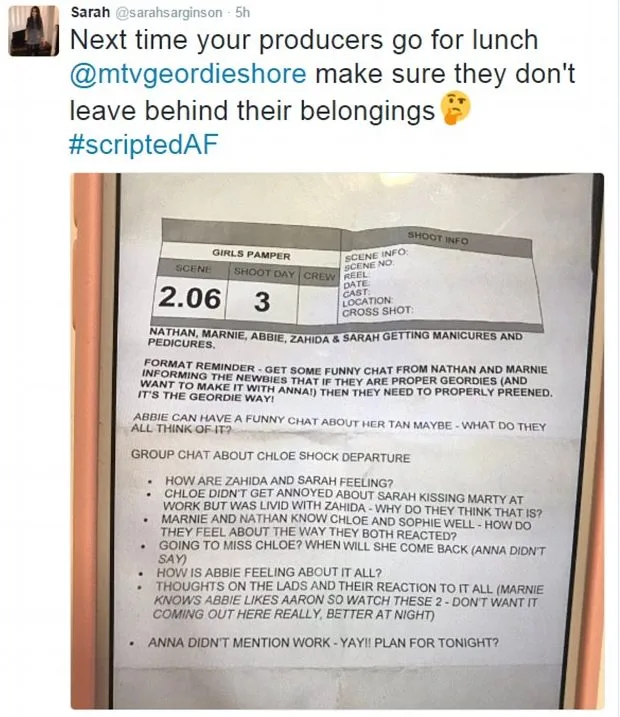 Sarah @sarahsarginson · 5h
Next time your producers go for lunch
@mtvgeordieshore make sure they don't
leave behind their belongings🤔
#scriptedAF
SHOOT INFO
GIRLS PAMPER
SCENE SHOOT DAY CREW
2.06 3
SCENE INFO:
SCENE NO:
REEL:
DATE:
CAST:
LOCATION:
CROSS SHOT:
NATHAN, MARNIE, ABBIE, ZAHIDA & SARAH GETTING MANICURES AND
PEDICURES.
FORMAT REMINDER - GET SOME FUNNY CHAT FROM NATHAN AND MARNIE
INFORMING THE NEWBIES THAT IF THEY ARE PROPER GEORDIES (AND
WANT TO MAKE IT WITH ANNA!) THEN THEY NEED TO PROPERLY PREENED.
IT'S THE GEORDIE WAY!
ABBIE CAN HAVE A FUNNY CHAT ABOUT HER TAN MAYBE - WHAT DO THEY
ALL THINK OF IT?
GROUP CHAT ABOUT CHLOE SHOCK DEPARTURE
• HOW ARE ZAHIDA AND SARAH FEELING?
• CHLOE DIDN'T GET ANNOYED ABOUT SARAH KISSING MARTY AT
WORK BUT WAS LIVID WITH ZAHIDA - WHY DO THEY THINK THAT IS?
• MARNIE AND NATHAN KNOW CHLOE AND SOPHIE WELL - HOW DO
THEY FEEL ABOUT THE WAY THEY BOTH REACTED?
• GOING TO MISS CHLOE? WHEN WILL SHE COME BACK (ANNA DIDN'T
SAY)
• HOW IS ABBIE FEELING ABOUT IT ALL?
• THOUGHTS ON THE LADS AND THEIR REACTION TO IT ALL (MARNIE
KNOWS ABBIE LIKES AARON SO WATCH THESE 2 - DON'T WANT IT
COMING OUT HERE REALLY, BETTER AT NIGHT)
• ANNA DIDN'T MENTION WORK - YAY!! PLAN FOR TONIGHT?